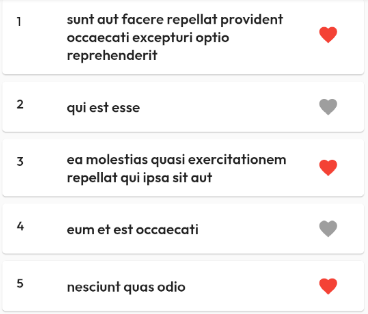 1
sunt aut facere repellat provident
occaecati excepturi optio
reprehenderit
2
qui est esse
3
ea molestias quasi exercitationem
repellat qui ipsa sit aut
4
eum et est occaecati
5
nesciunt quas odio